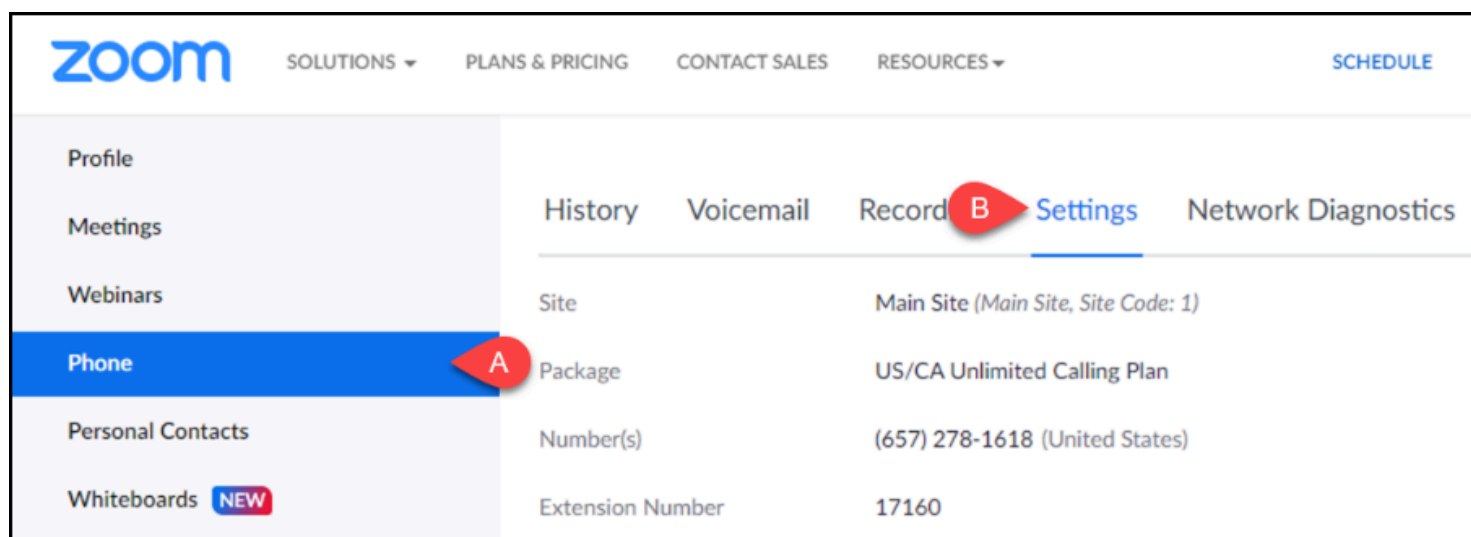 zoom SOLUTIONS PLANS & PRICING CONTACT SALES RESOURCES SCHEDULE
Profile
Meetings
Webinars
Phone
Personal Contacts
Whiteboards NEW
History Voicemail Record B Settings Network Diagnostics
Site Main Site (Main Site, Site Code: 1)
A
Package US/CA Unlimited Calling Plan
Number(s) (657) 278-1618 (United States)
Extension Number 17160